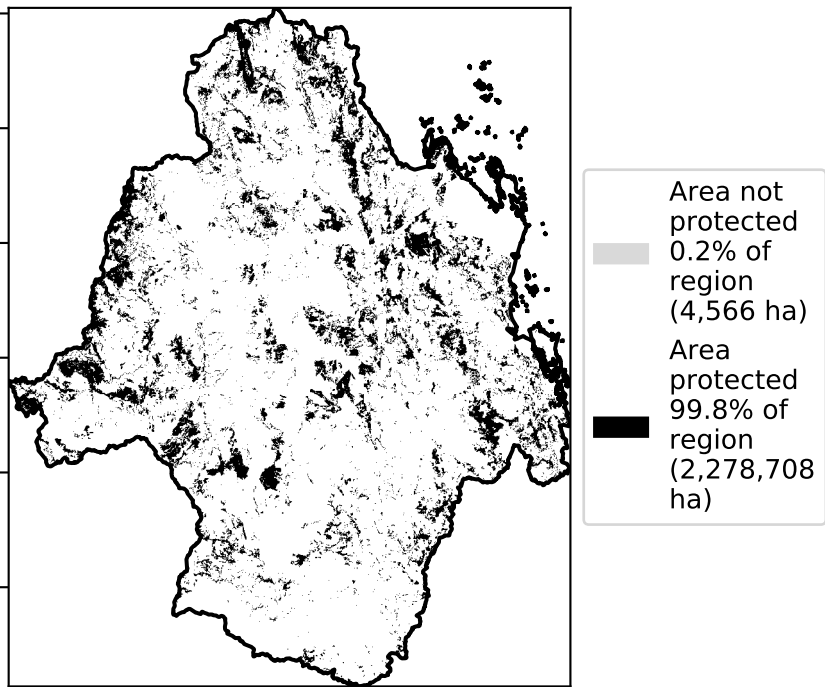 Area not
protected
0.2% of
region
(4,566 ha)
Area
protected
99.8% of
region
(2,278,708
ha)